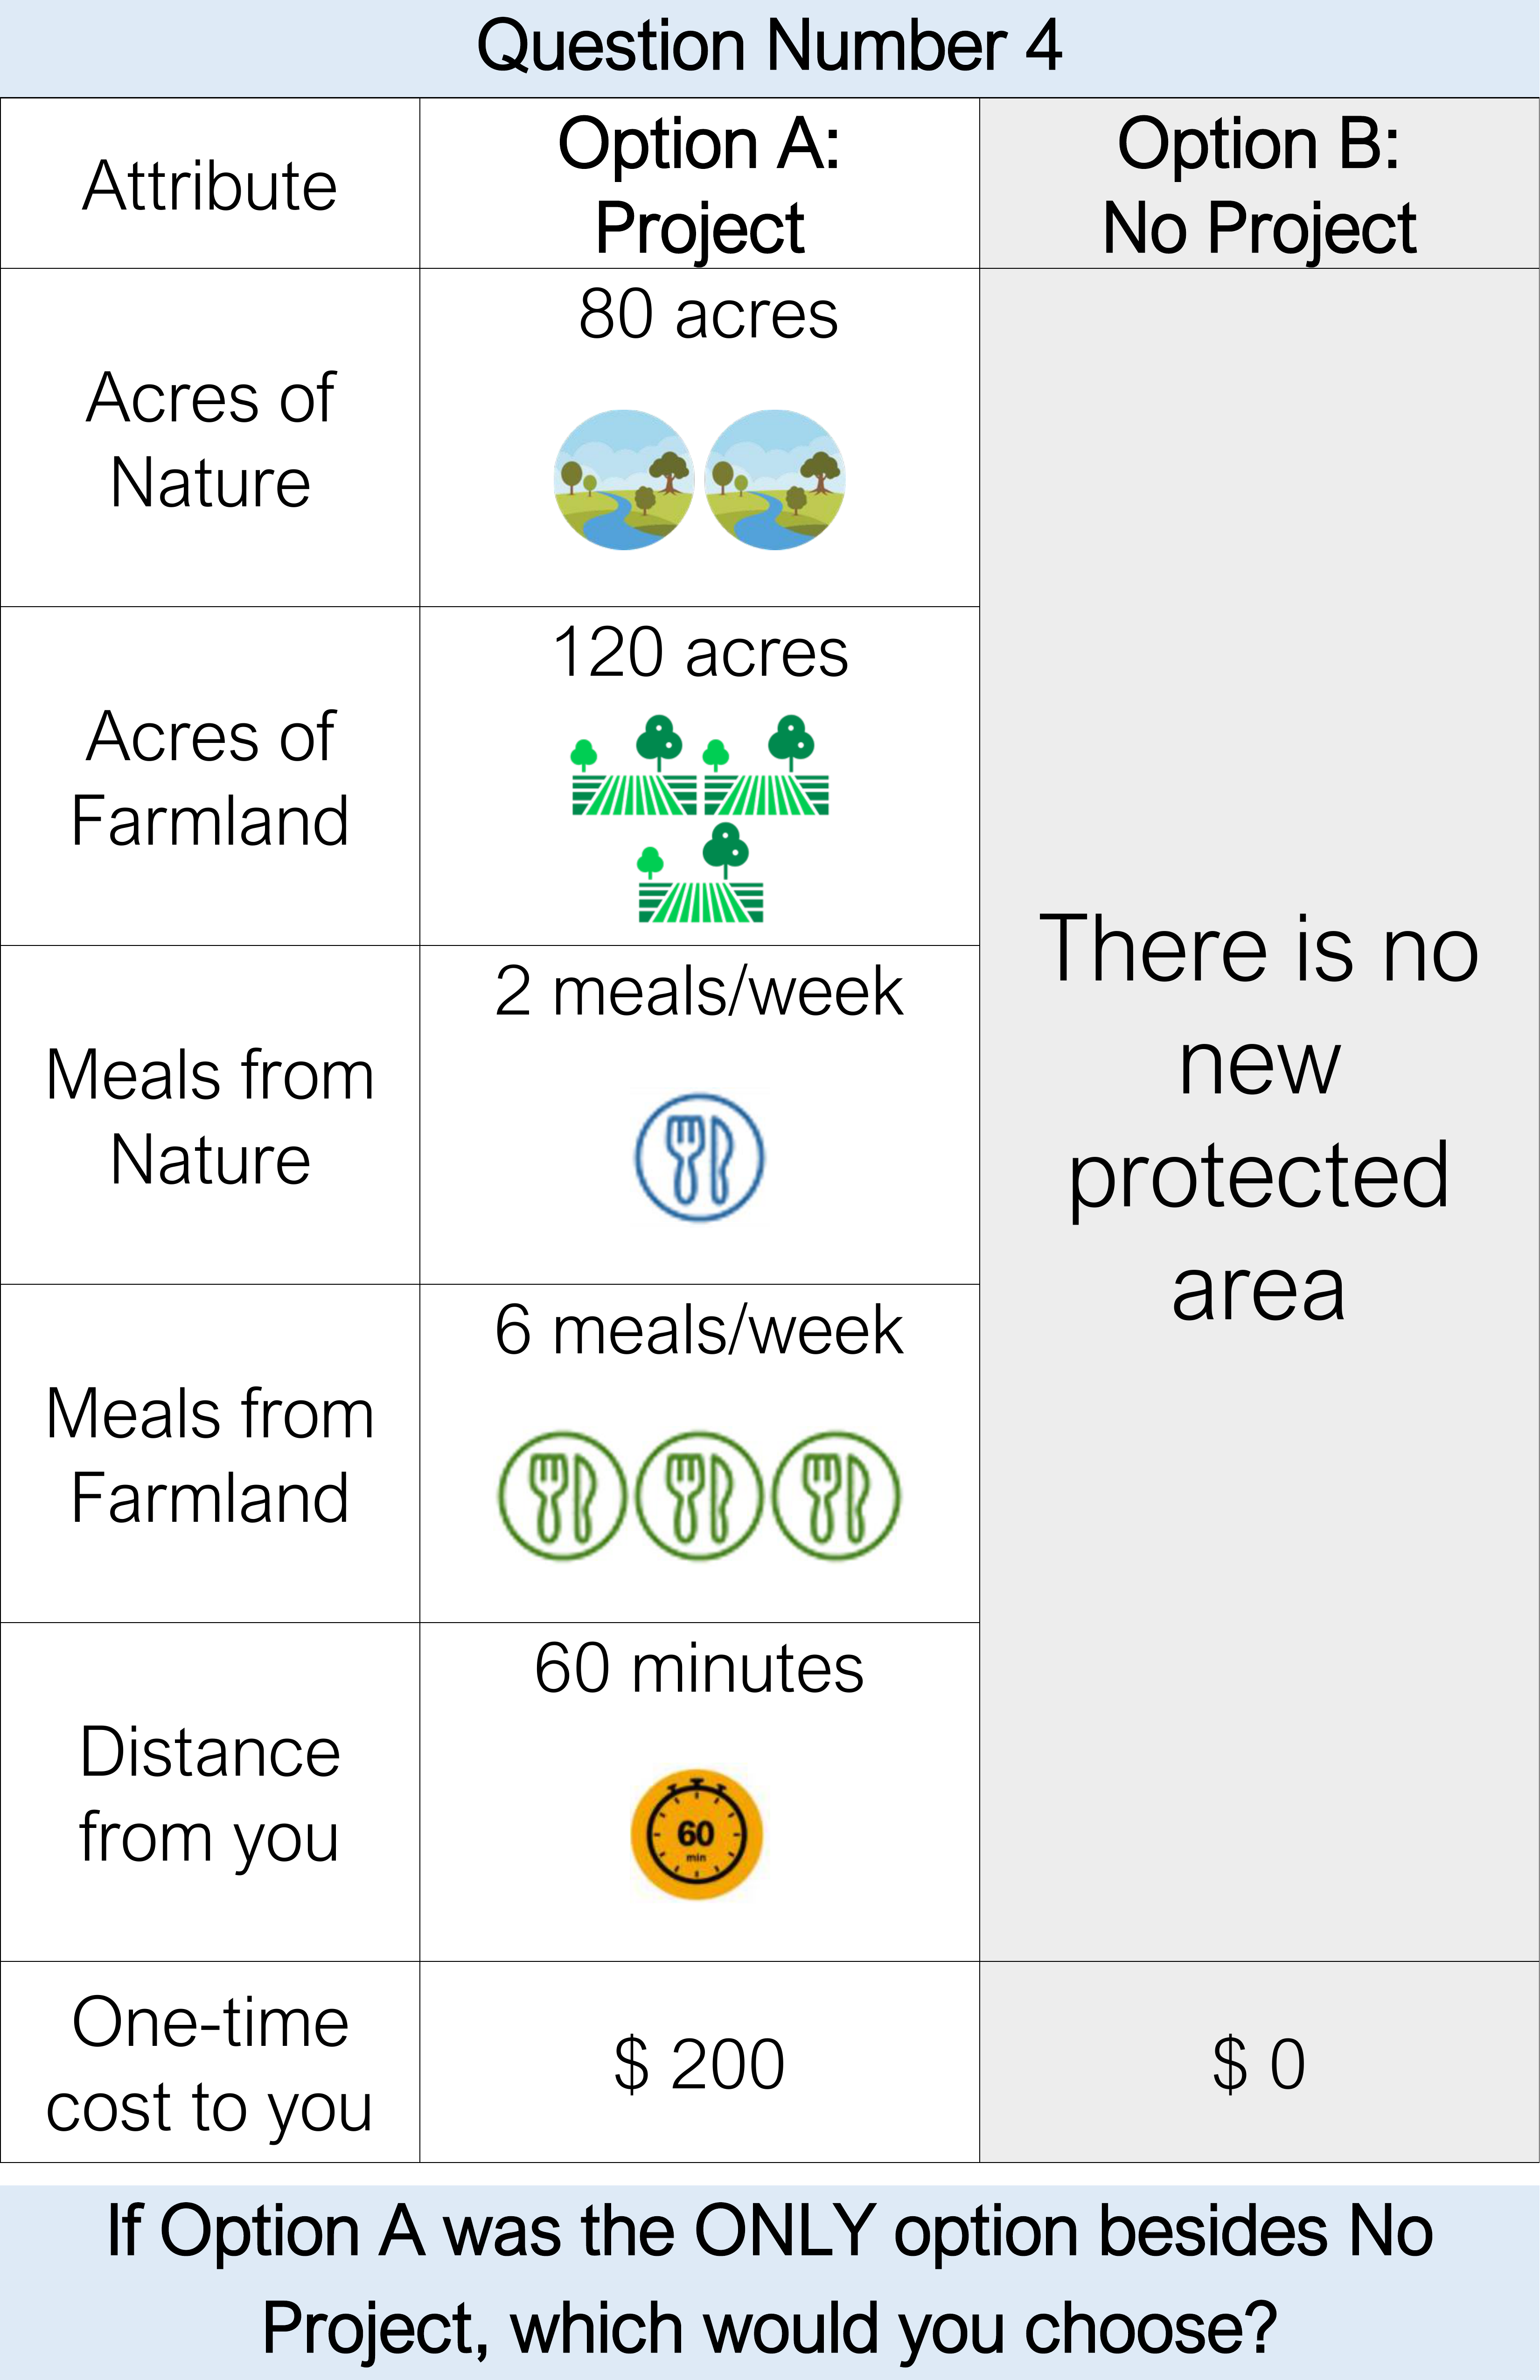 Question Number 4
Attribute
Option A:
Project
Option B:
No Project
Acres of
Nature
80 acres
Acres of
Farmland
120 acres
Meals from
Nature
2 meals/week
Meals from
Farmland
6 meals/week
Distance
from you
60 minutes
60
min
There is no
new
protected
area
One-time
cost to you
$ 200
$ 0
If Option A was the ONLY option besides No
Project, which would you choose?